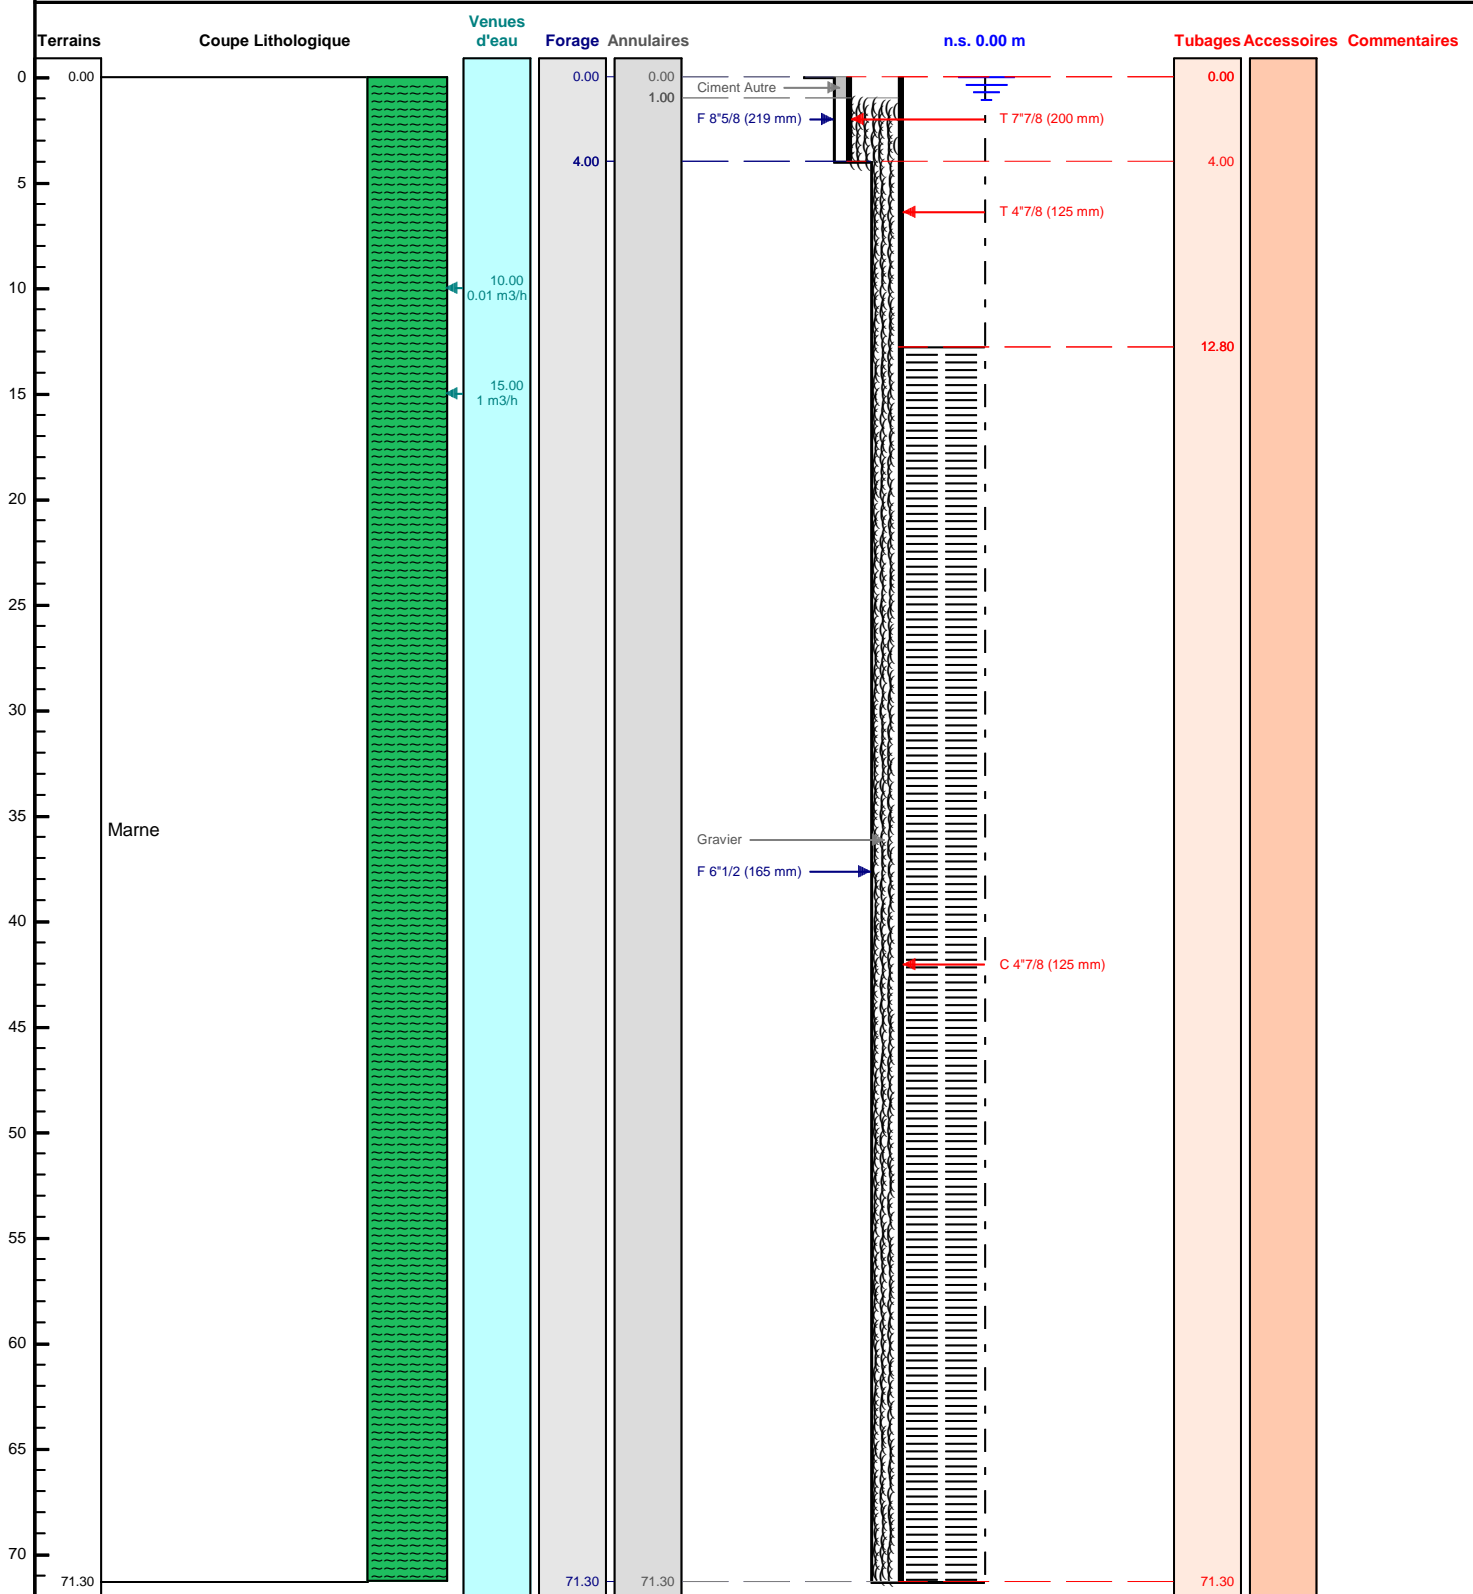 Terrains Coupe Lithologique Venues d'eau Forage Annulaires n.s. 0.00 m Tubages Accessoires Commentaires
0 0.00 0.00 0.00 0.00
Ciment Autre
1.00
F 8"5/8 (219 mm) T 7"7/8 (200 mm)
4.00 4.00
5
T 4"7/8 (125 mm)
10 10.00
0.01 m3/h
12.80
15 15.00
1 m3/h
20
25
30
35
Marne
Gravier
F 6"1/2 (165 mm)
40
C 4"7/8 (125 mm)
45
50
55
60
65
70
71.30 71.30 71.30 71.30